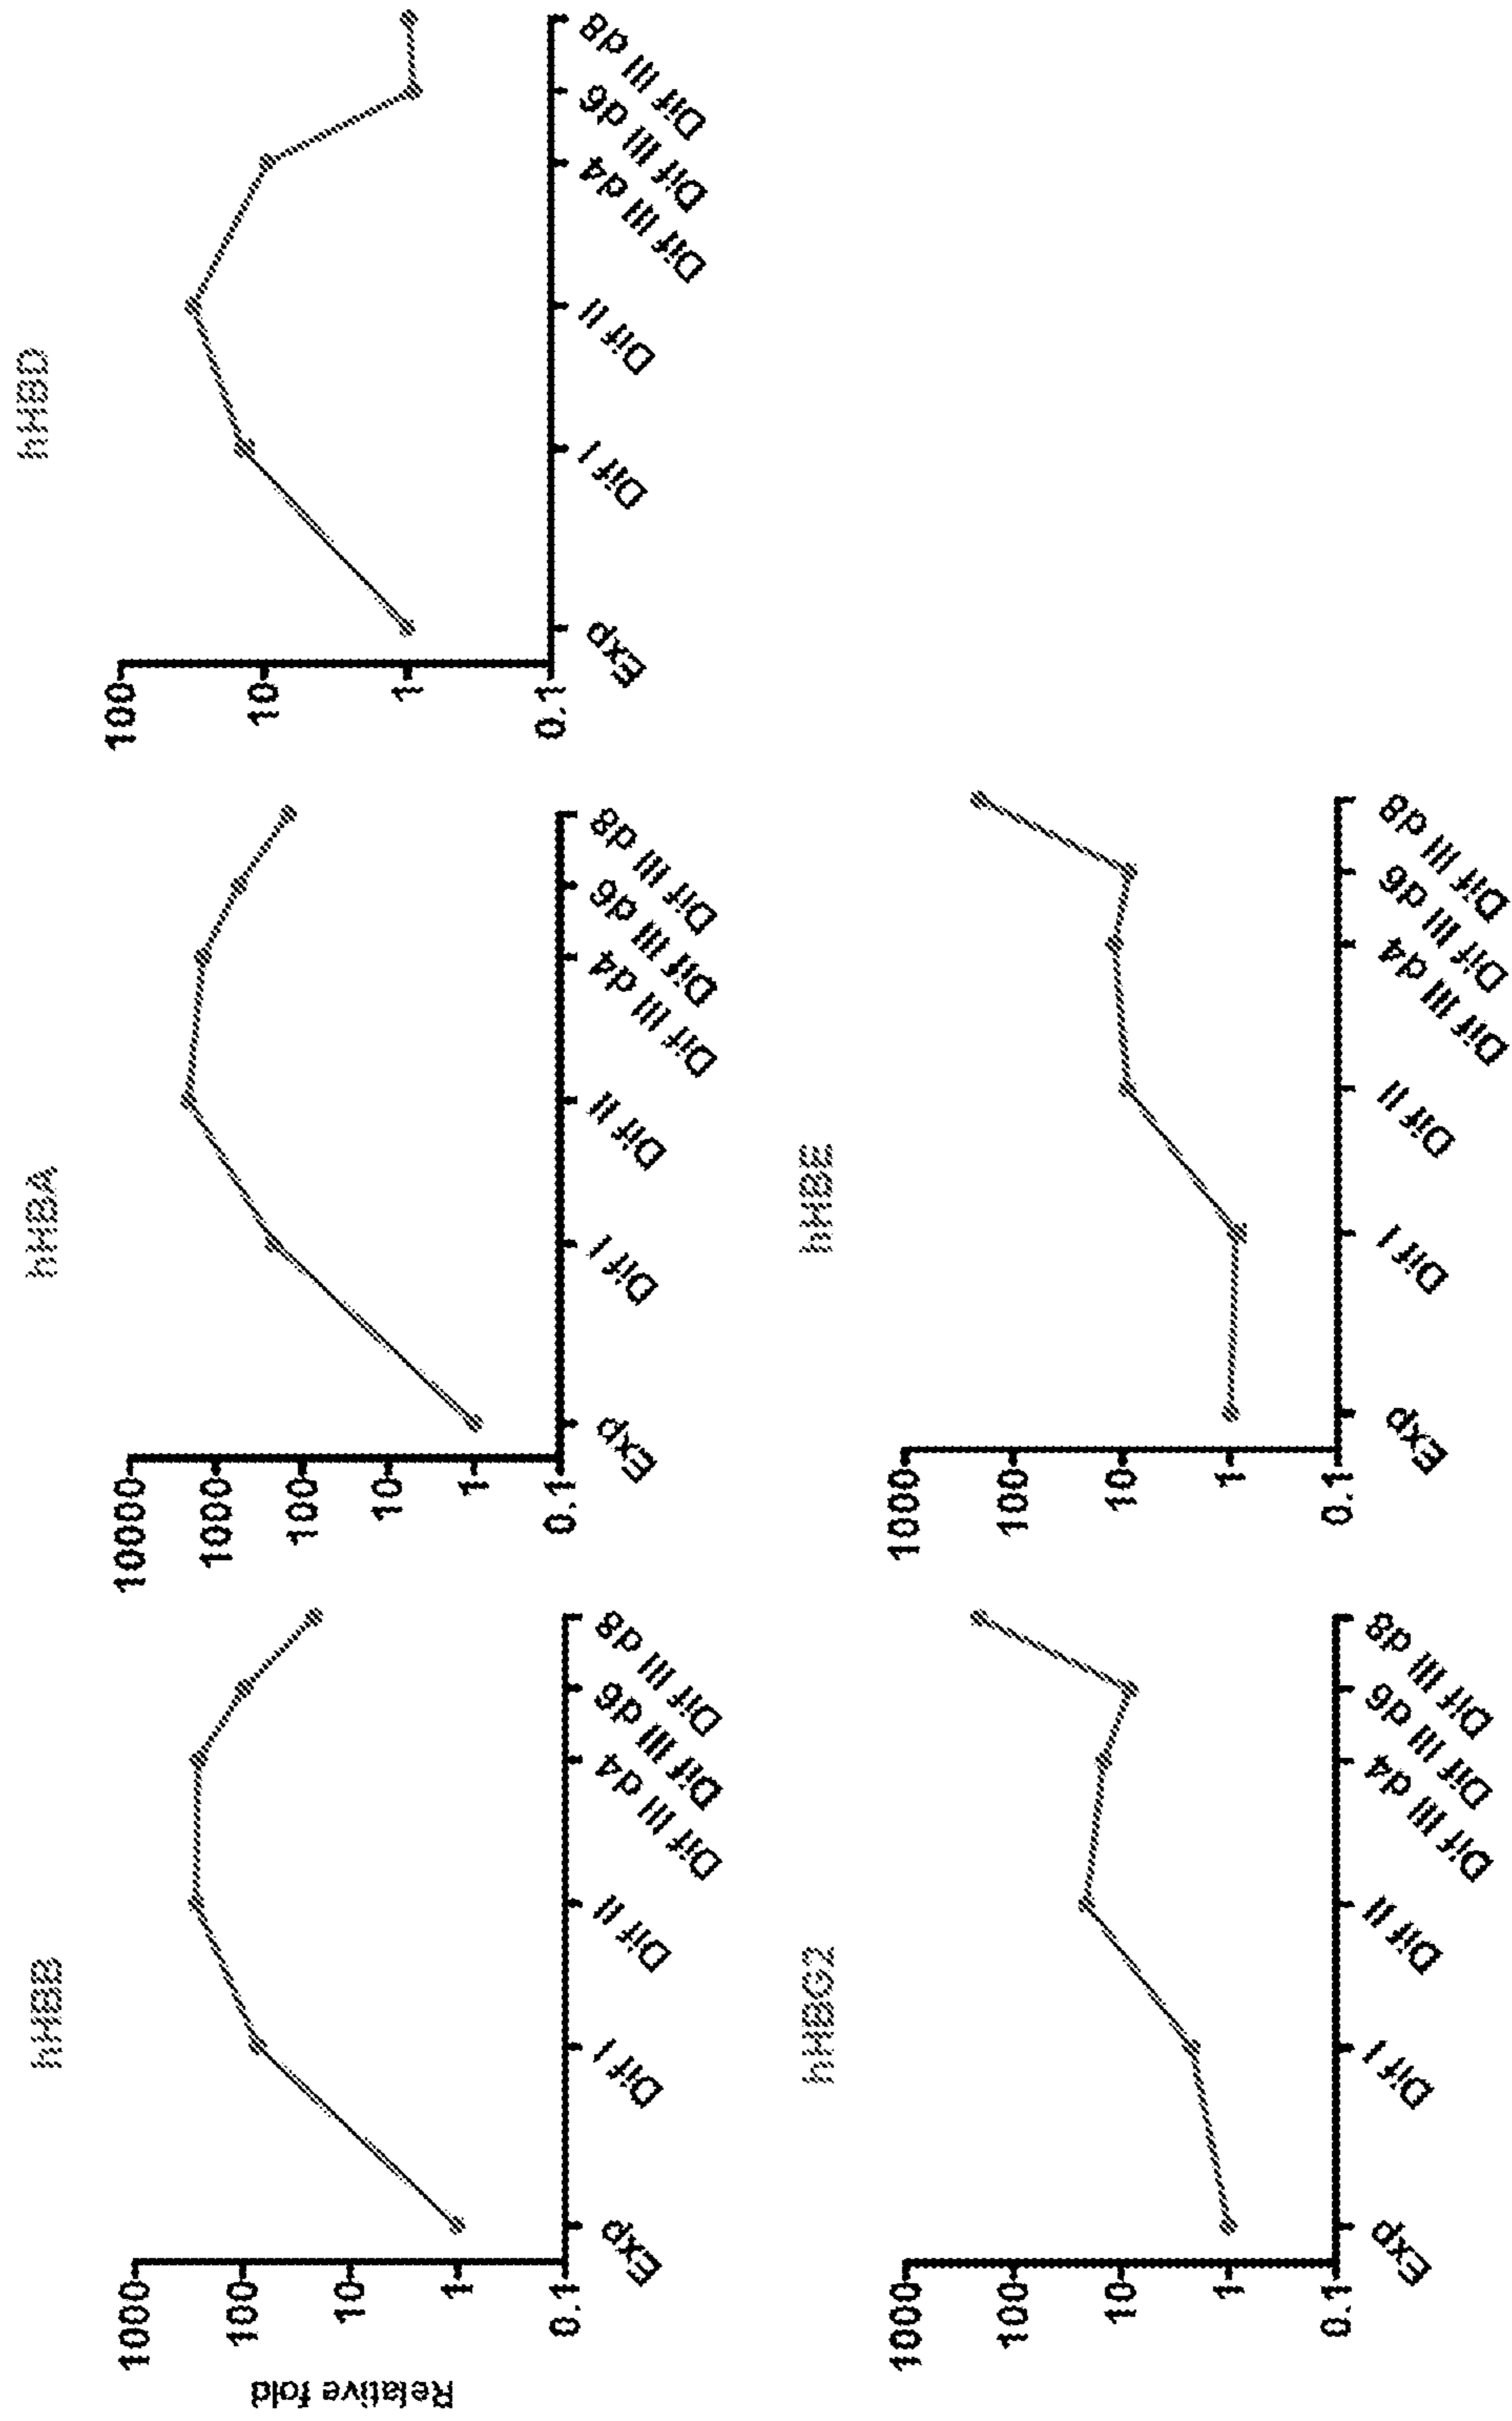 hHBB
Relative fold
1000
100
10
1
0.1
Exp
Dif I
Dif II
Dif III d4
Dif III d6
Dif III d8
hHBA
10000
1000
100
10
1
0.1
Exp
Dif I
Dif II
Dif III d4
Dif III d6
Dif III d8
hHBD
100
10
1
0.1
Exp
Dif I
Dif II
Dif III d4
Dif III d6
Dif III d8
hHBG2
1000
100
10
1
0.1
Exp
Dif I
Dif II
Dif III d4
Dif III d6
Dif III d8
hHBE
1000
100
10
1
0.1
Exp
Dif I
Dif II
Dif III d4
Dif III d6
Dif III d8